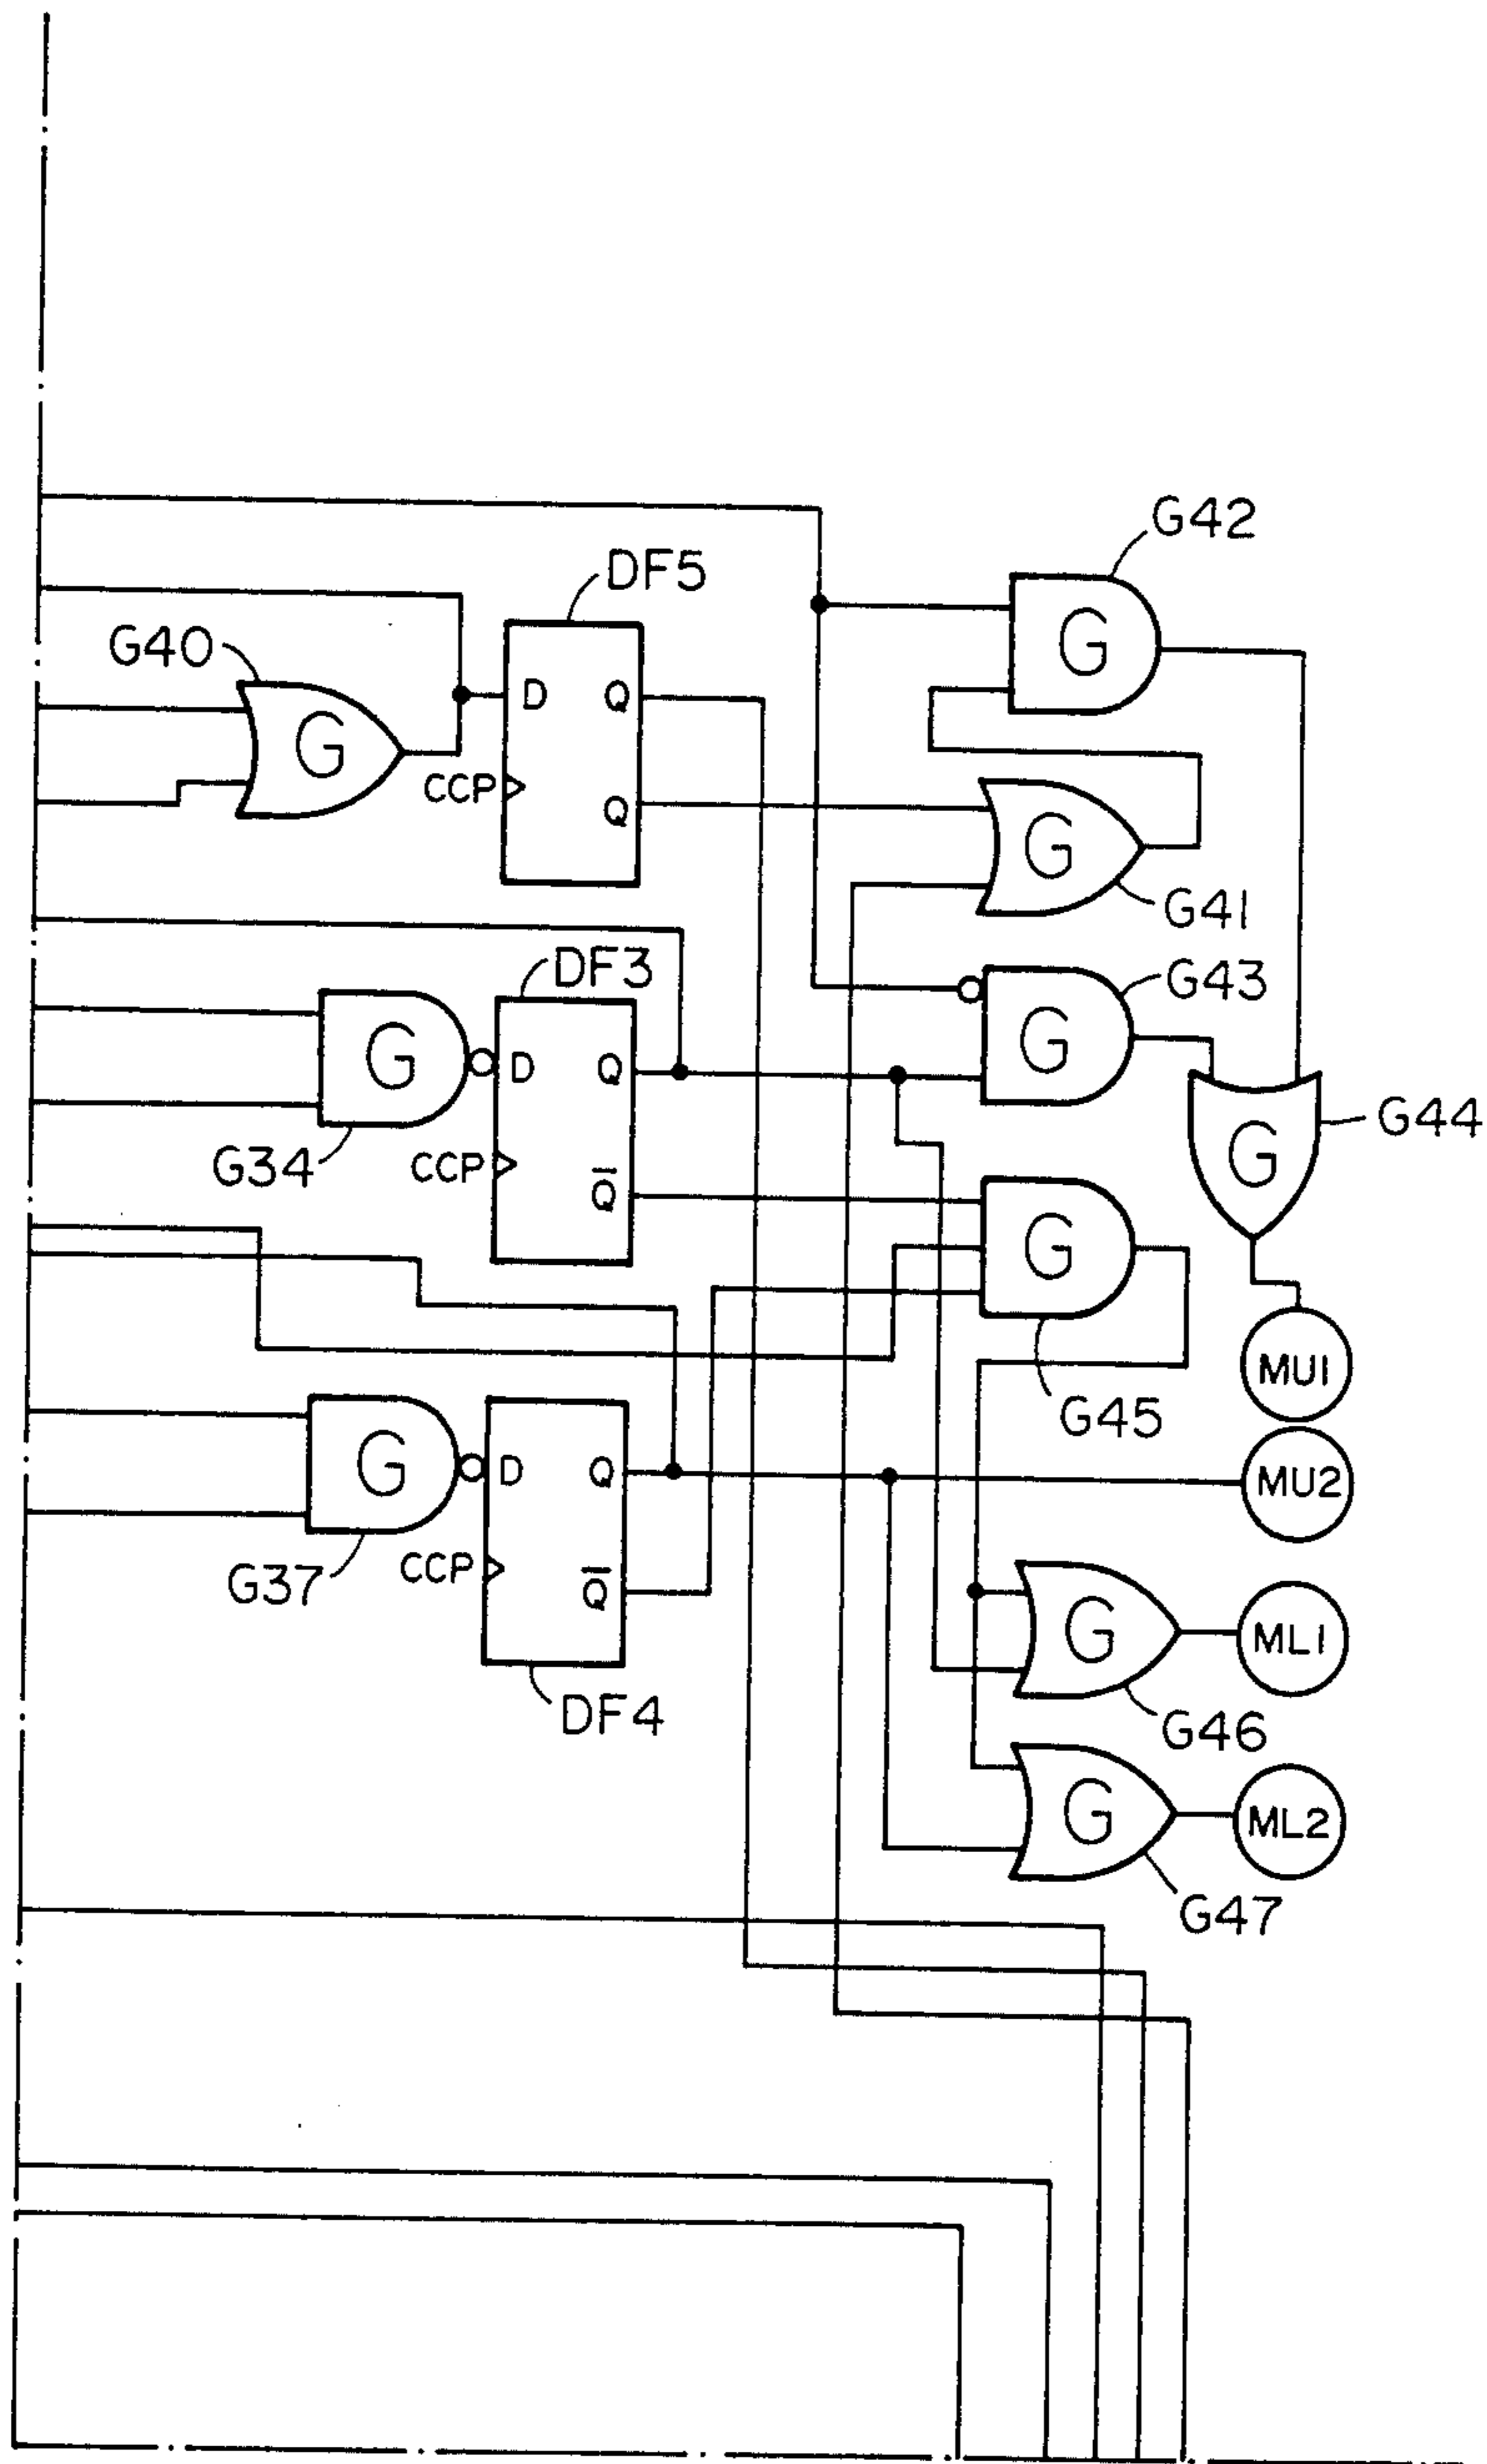 G42
DF5
G
G40
D Q
G
CCP
Q
G
G41
DF3
G43
G
D Q
G
G44
G
G34
CCP
Q̅
G
MU1
G45
G
D Q
MU2
G37
CCP
Q̅
G
ML1
DF4
G46
G
ML2
G47